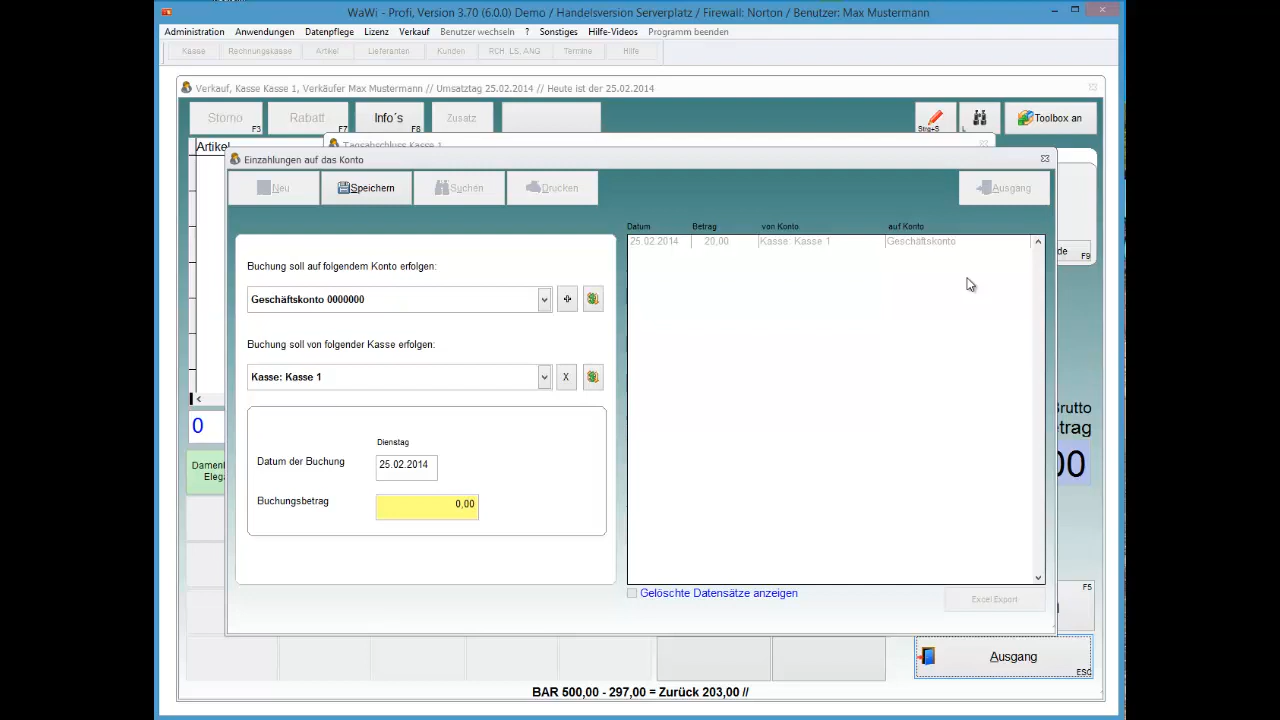 WaWi - Profi, Version 3.70 (6.0.0) Demo / Handelsversion Serverplatz / Firewall: Norton / Benutzer: Max Mustermann
Administration Anwendungen Datenpflege Lizenz Verkauf Benutzer wechseln ? Sonstiges Hilfe-Videos Programm beenden
Kasse Rechnungskasse Artikel Lieferanten Kunden RCH, LS, ANG Termine Hilfe
Verkauf, Kasse Kasse 1, Verkäufer Max Mustermann // Umsatztag 25.02.2014 // Heute ist der 25.02.2014
Storno F3 Rabatt F7 Info´s F8 Zusatz Strg+S L Toolbox an
Artikel Tagsabschluss Kasse 1
Einzahlungen auf das Konto
Neu Speichern Suchen Drucken Ausgang
Datum Betrag von Konto auf Konto
25.02.2014 20,00 Kasse: Kasse 1 Geschäftskonto
de F9
Buchung soll auf folgendem Konto erfolgen:
Geschäftskonto 0000000
Buchung soll von folgender Kasse erfolgen:
Kasse: Kasse 1 X
Brutto
etrag
0
00
Dienstag
Datum der Buchung 25.02.2014
Buchungsbetrag 0,00
Damenl
Eleg
Gelöschte Datensätze anzeigen
Excel Export
F5
Ausgang
ESC
BAR 500,00 - 297,00 = Zurück 203,00 //